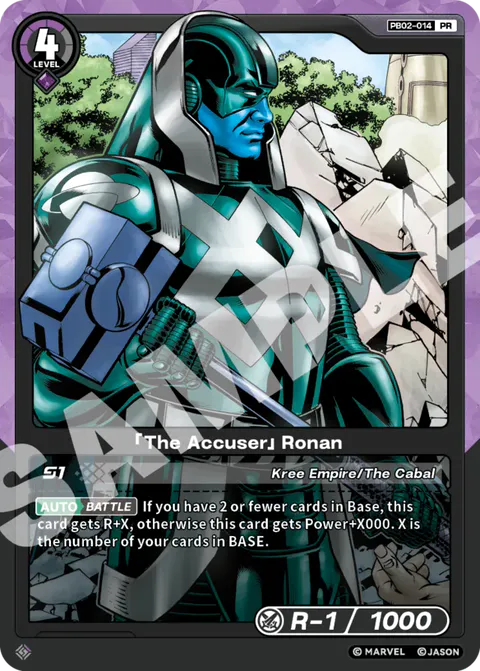 4
LEVEL
PB02-014 PR
「The Accuser」 Ronan
S1
Kree Empire/The Cabal
AUTO BATTLE If you have 2 or fewer cards in Base, this
card gets R+X, otherwise this card gets Power+X000. X is
the number of your cards in BASE.
R-1 / 1000
© MARVEL © JASON
SAMPLE